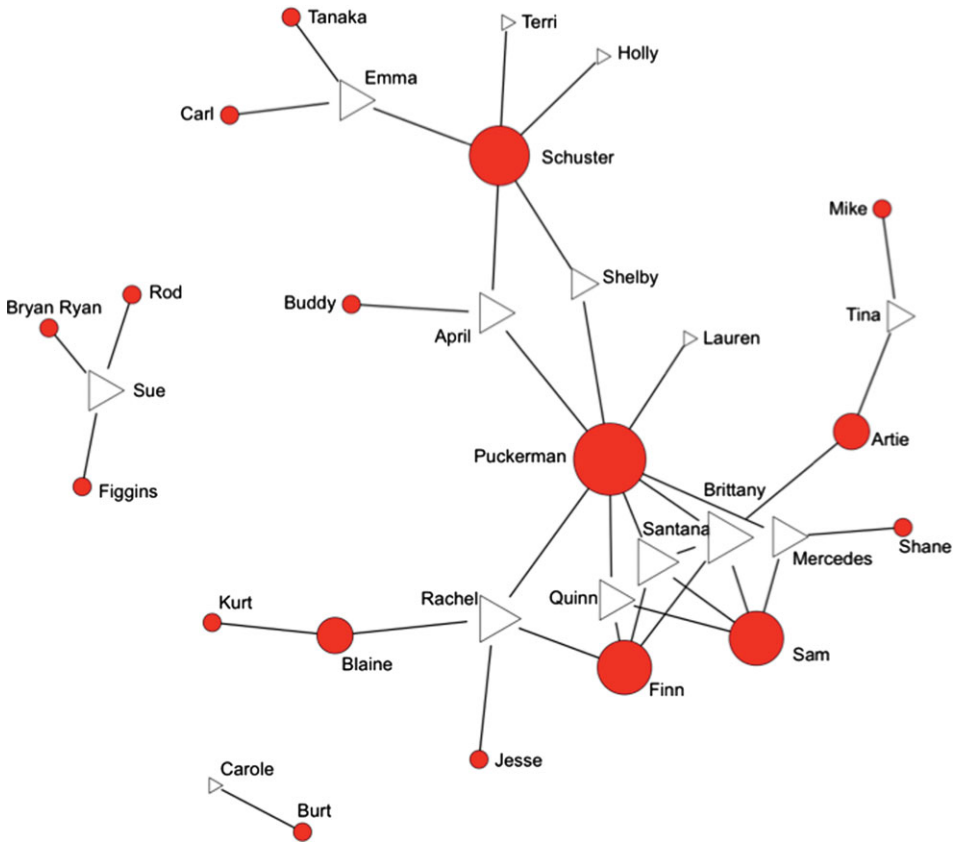 Tanaka
Terri
Holly
Emma
Carl
Schuster
Mike
Shelby
Rod
Buddy
Bryan Ryan
Tina
April
Lauren
Sue
Artie
Puckerman
Brittany
Figgins
Santana
Shane
Mercedes
Rachel
Quinn
Kurt
Blaine
Sam
Finn
Jesse
Carole
Burt